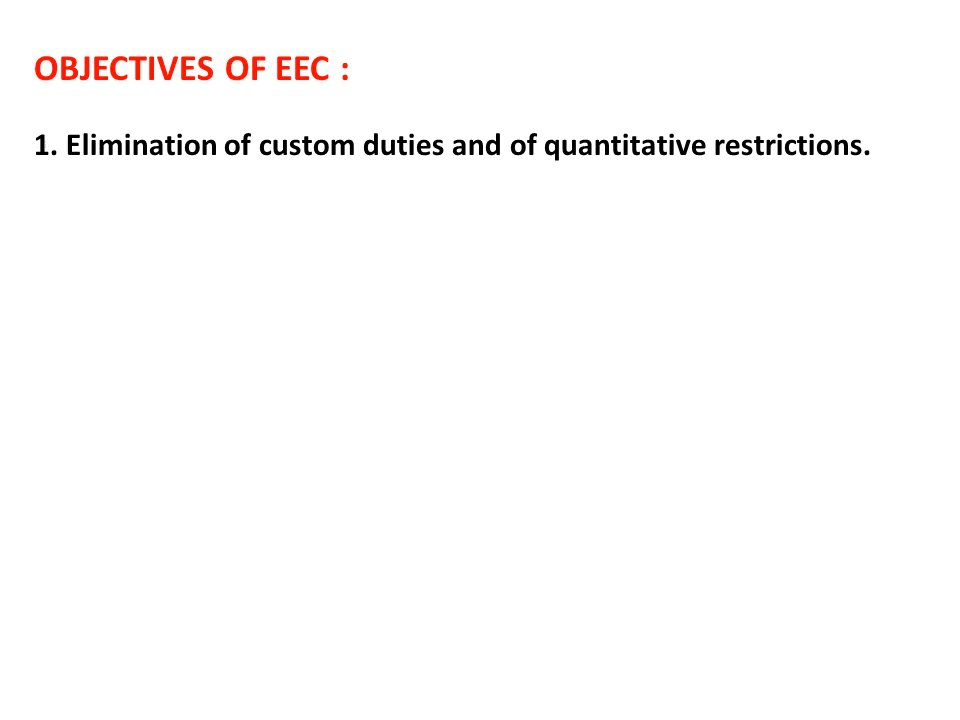 OBJECTIVES OF EEC :
1. Elimination of custom duties and of quantitative restrictions.